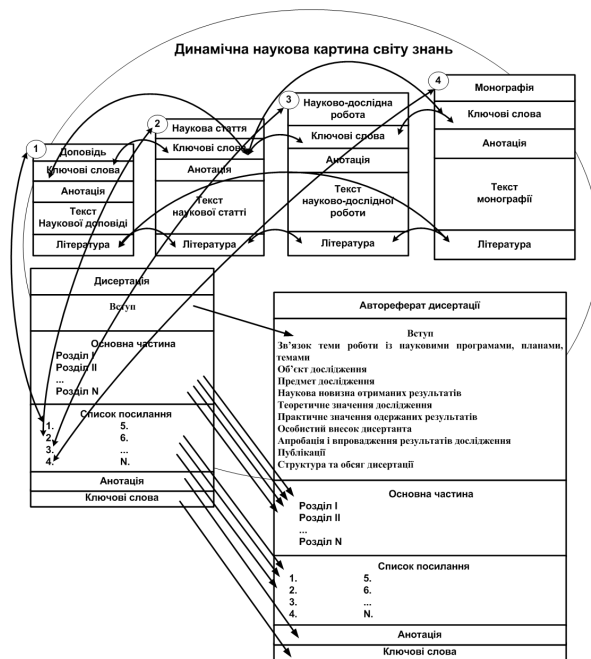 Динамічна наукова картина світу знань
1
Доповідь
Ключові слова
Анотація
Текст
Наукової доповіді
Література
2
Наукова стаття
Ключові слова
Анотація
Текст
наукової статті
Література
3
Науково-дослідна
робота
Ключові слова
Анотація
Текст
науково-дослідної
роботи
Література
4
Монографія
Ключові слова
Анотація
Текст
монографії
Література
Дисертація
Вступ
Основна частина
Розділ I
Розділ II
...
Розділ N
Список посилання
1. 5.
2. 6.
3. ...
4. N.
Анотація
Ключові слова
Автореферат дисертації
Вступ
Зв'язок теми роботи із науковими програмами, планами,
темами
Об'єкт дослідження
Предмет дослідження
Наукова новизна отриманих результатів
Теоретичне значення дослідження
Практичне значення одержаних результатів
Особистий внесок дисертанта
Апробація і впровадження результатів дослідження
Публікації
Структура та обсяг дисертації
Основна частина
Розділ I
Розділ II
...
Розділ N
Список посилання
1. 5.
2. 6.
3. ...
4. N.
Анотація
Ключові слова